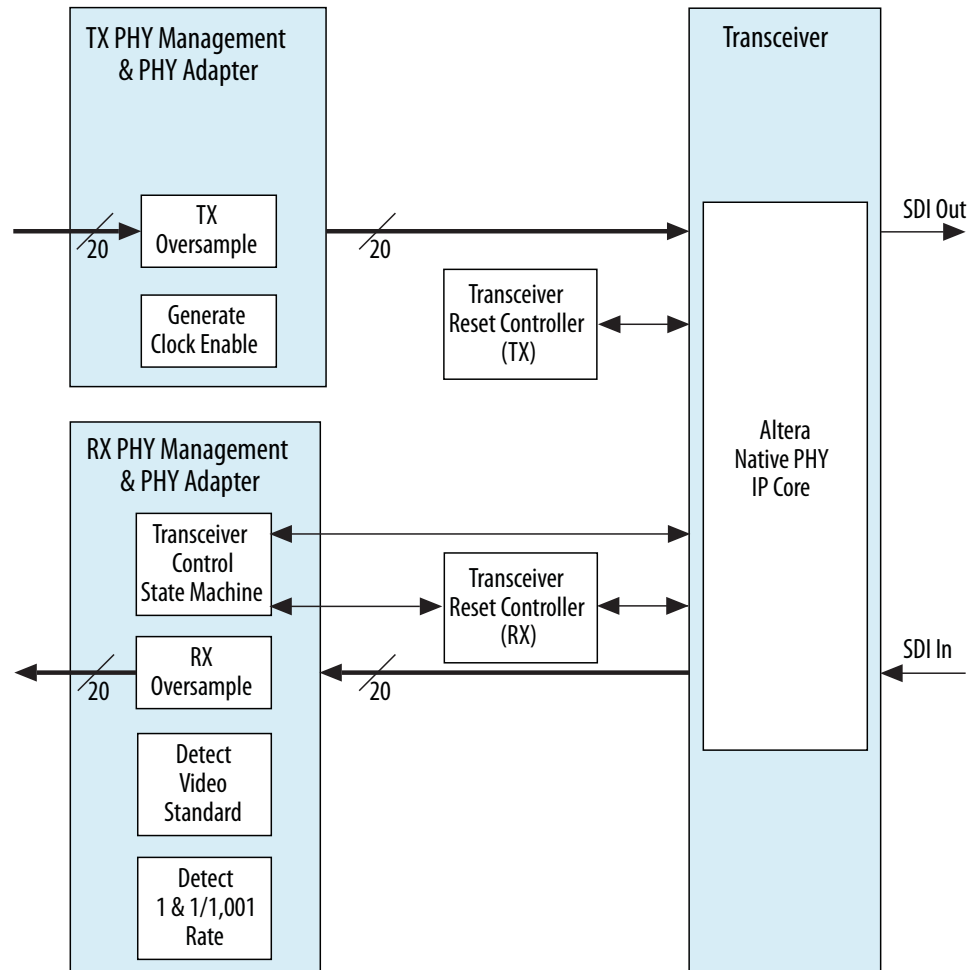 TX PHY Management
& PHY Adapter
20
TX
Oversample
Generate
Clock Enable
20
Transceiver
Reset Controller
(TX)
Transceiver
Altera
Native PHY
IP Core
SDI Out
RX PHY Management
& PHY Adapter
Transceiver
Control
State Machine
Transceiver
Reset Controller
(RX)
20
RX
Oversample
20
SDI In
Detect
Video
Standard
Detect
1 & 1/1,001
Rate